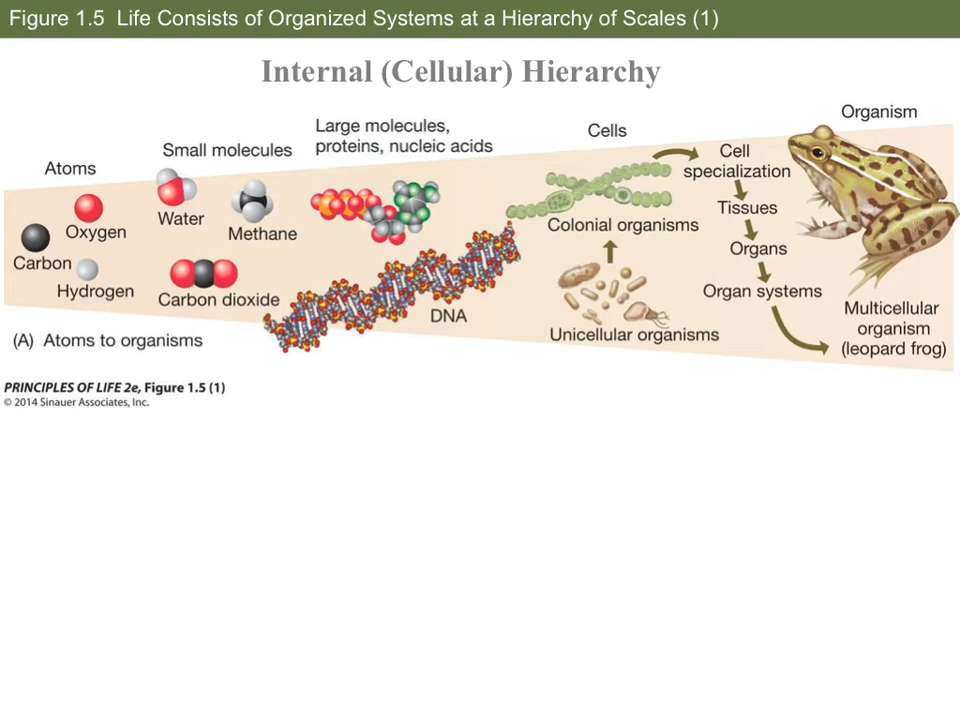 Figure 1.5 Life Consists of Organized Systems at a Hierarchy of Scales (1)
Internal (Cellular) Hierarchy
Atoms
Oxygen
Carbon
Hydrogen
(A) Atoms to organisms
Small molecules
Water
Methane
Carbon dioxide
Large molecules,
proteins, nucleic acids
DNA
Cells
Colonial organisms
Unicellular organisms
Cell
specialization
Tissues
Organs
Organ systems
Organism
Multicellular
organism
(leopard frog)
PRINCIPLES OF LIFE 2e, Figure 1.5 (1)
© 2014 Sinauer Associates, Inc.